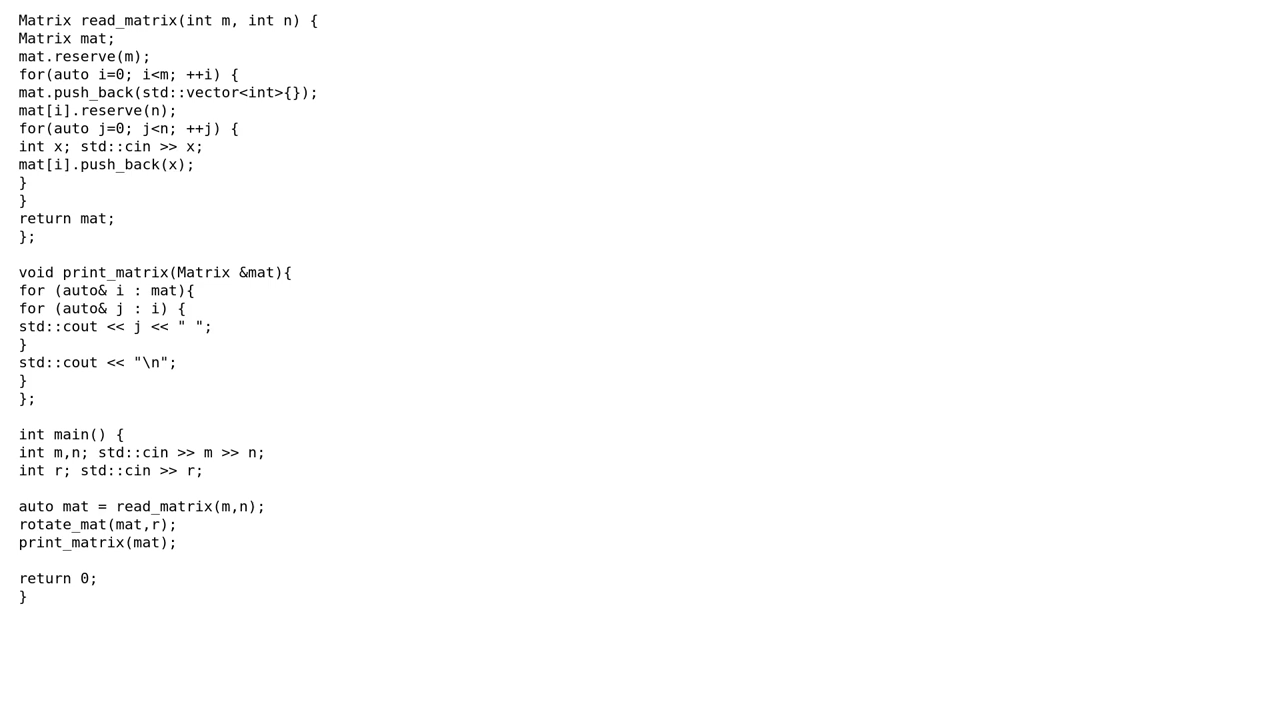 Matrix read_matrix(int m, int n) {
Matrix mat;
mat.reserve(m);
for(auto i=0; i<m; ++i) {
mat.push_back(std::vector<int>{});
mat[i].reserve(n);
for(auto j=0; j<n; ++j) {
int x; std::cin >> x;
mat[i].push_back(x);
}
}
return mat;
};

void print_matrix(Matrix &mat){
for (auto& i : mat){
for (auto& j : i) {
std::cout << j << " ";
}
std::cout << "\n";
}
};

int main() {
int m,n; std::cin >> m >> n;
int r; std::cin >> r;

auto mat = read_matrix(m,n);
rotate_mat(mat,r);
print_matrix(mat);

return 0;
}